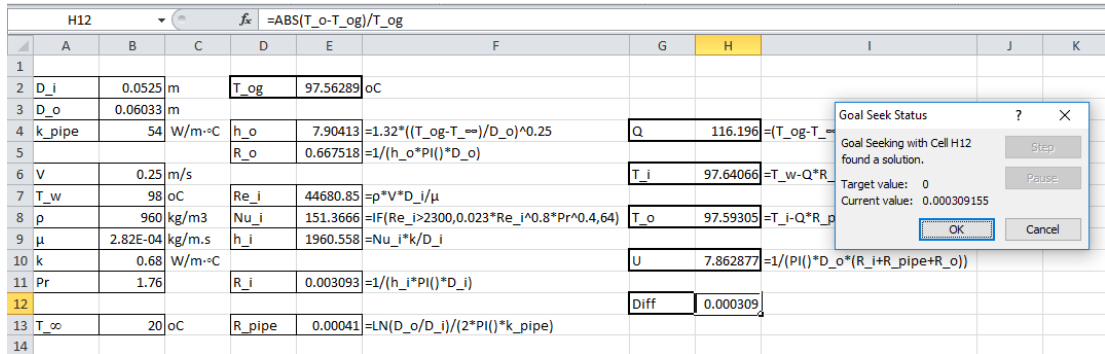 H12 fx =ABS(T_o-T_og)/T_og
A B C D E F G H I J K
1
2 D_i 0.0525 m T_og 97.56289 oC
3 D_o 0.06033 m
4 k_pipe 54 W/m·oC h_o 7.90413 =1.32*((T_og-T_∞)/D_o)^0.25 Q 116.196 =(T_og-T_∞
5 R_o 0.667518 =1/(h_o*PI()*D_o)
6 V 0.25 m/s T_i 97.64066 =T_w-Q*R_
7 T_w 98 oC Re_i 44680.85 =ρ*V*D_i/μ
8 ρ 960 kg/m3 Nu_i 151.3666 =IF(Re_i>2300,0.023*Re_i^0.8*Pr^0.4,64) T_o 97.59305 =T_i-Q*R_p
9 μ 2.82E-04 kg/m.s h_i 1960.558 =Nu_i*k/D_i
10 k 0.68 W/m·oC U 7.862877 =1/(PI()*D_o*(R_i+R_pipe+R_o))
11 Pr 1.76 R_i 0.003093 =1/(h_i*PI()*D_i)
12 Diff 0.000309
13 T_∞ 20 oC R_pipe 0.00041 =LN(D_o/D_i)/(2*PI()*k_pipe)
14
Goal Seek Status ? ×
Goal Seeking with Cell H12 Step
found a solution.
Pause
Target value: 0
Current value: 0.000309155
OK Cancel